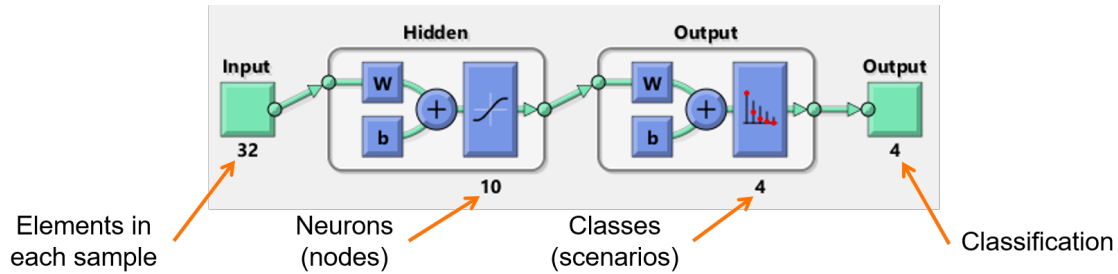 Hidden
Output
Input
Output
W
W
b
b
32
4
10
4
Elements in
each sample
Neurons
(nodes)
Classes
(scenarios)
Classification